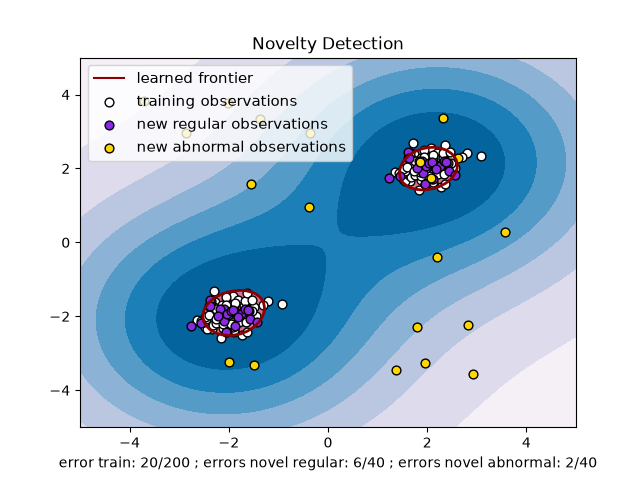 Novelty Detection
learned frontier
training observations
new regular observations
new abnormal observations
4
2
0
−2
−4
−4 −2 0 2 4
error train: 20/200 ; errors novel regular: 6/40 ; errors novel abnormal: 2/40